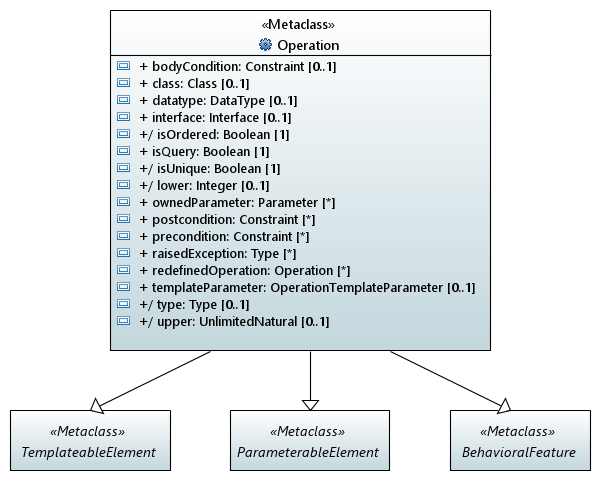 «Metaclass»
Operation
+ bodyCondition: Constraint [0..1]
+ class: Class [0..1]
+ datatype: DataType [0..1]
+ interface: Interface [0..1]
+/ isOrdered: Boolean [1]
+ isQuery: Boolean [1]
+/ isUnique: Boolean [1]
+/ lower: Integer [0..1]
+ ownedParameter: Parameter [*]
+ postcondition: Constraint [*]
+ precondition: Constraint [*]
+ raisedException: Type [*]
+ redefinedOperation: Operation [*]
+ templateParameter: OperationTemplateParameter [0..1]
+/ type: Type [0..1]
+/ upper: UnlimitedNatural [0..1]
«Metaclass»
TemplateableElement
«Metaclass»
ParameterableElement
«Metaclass»
BehavioralFeature